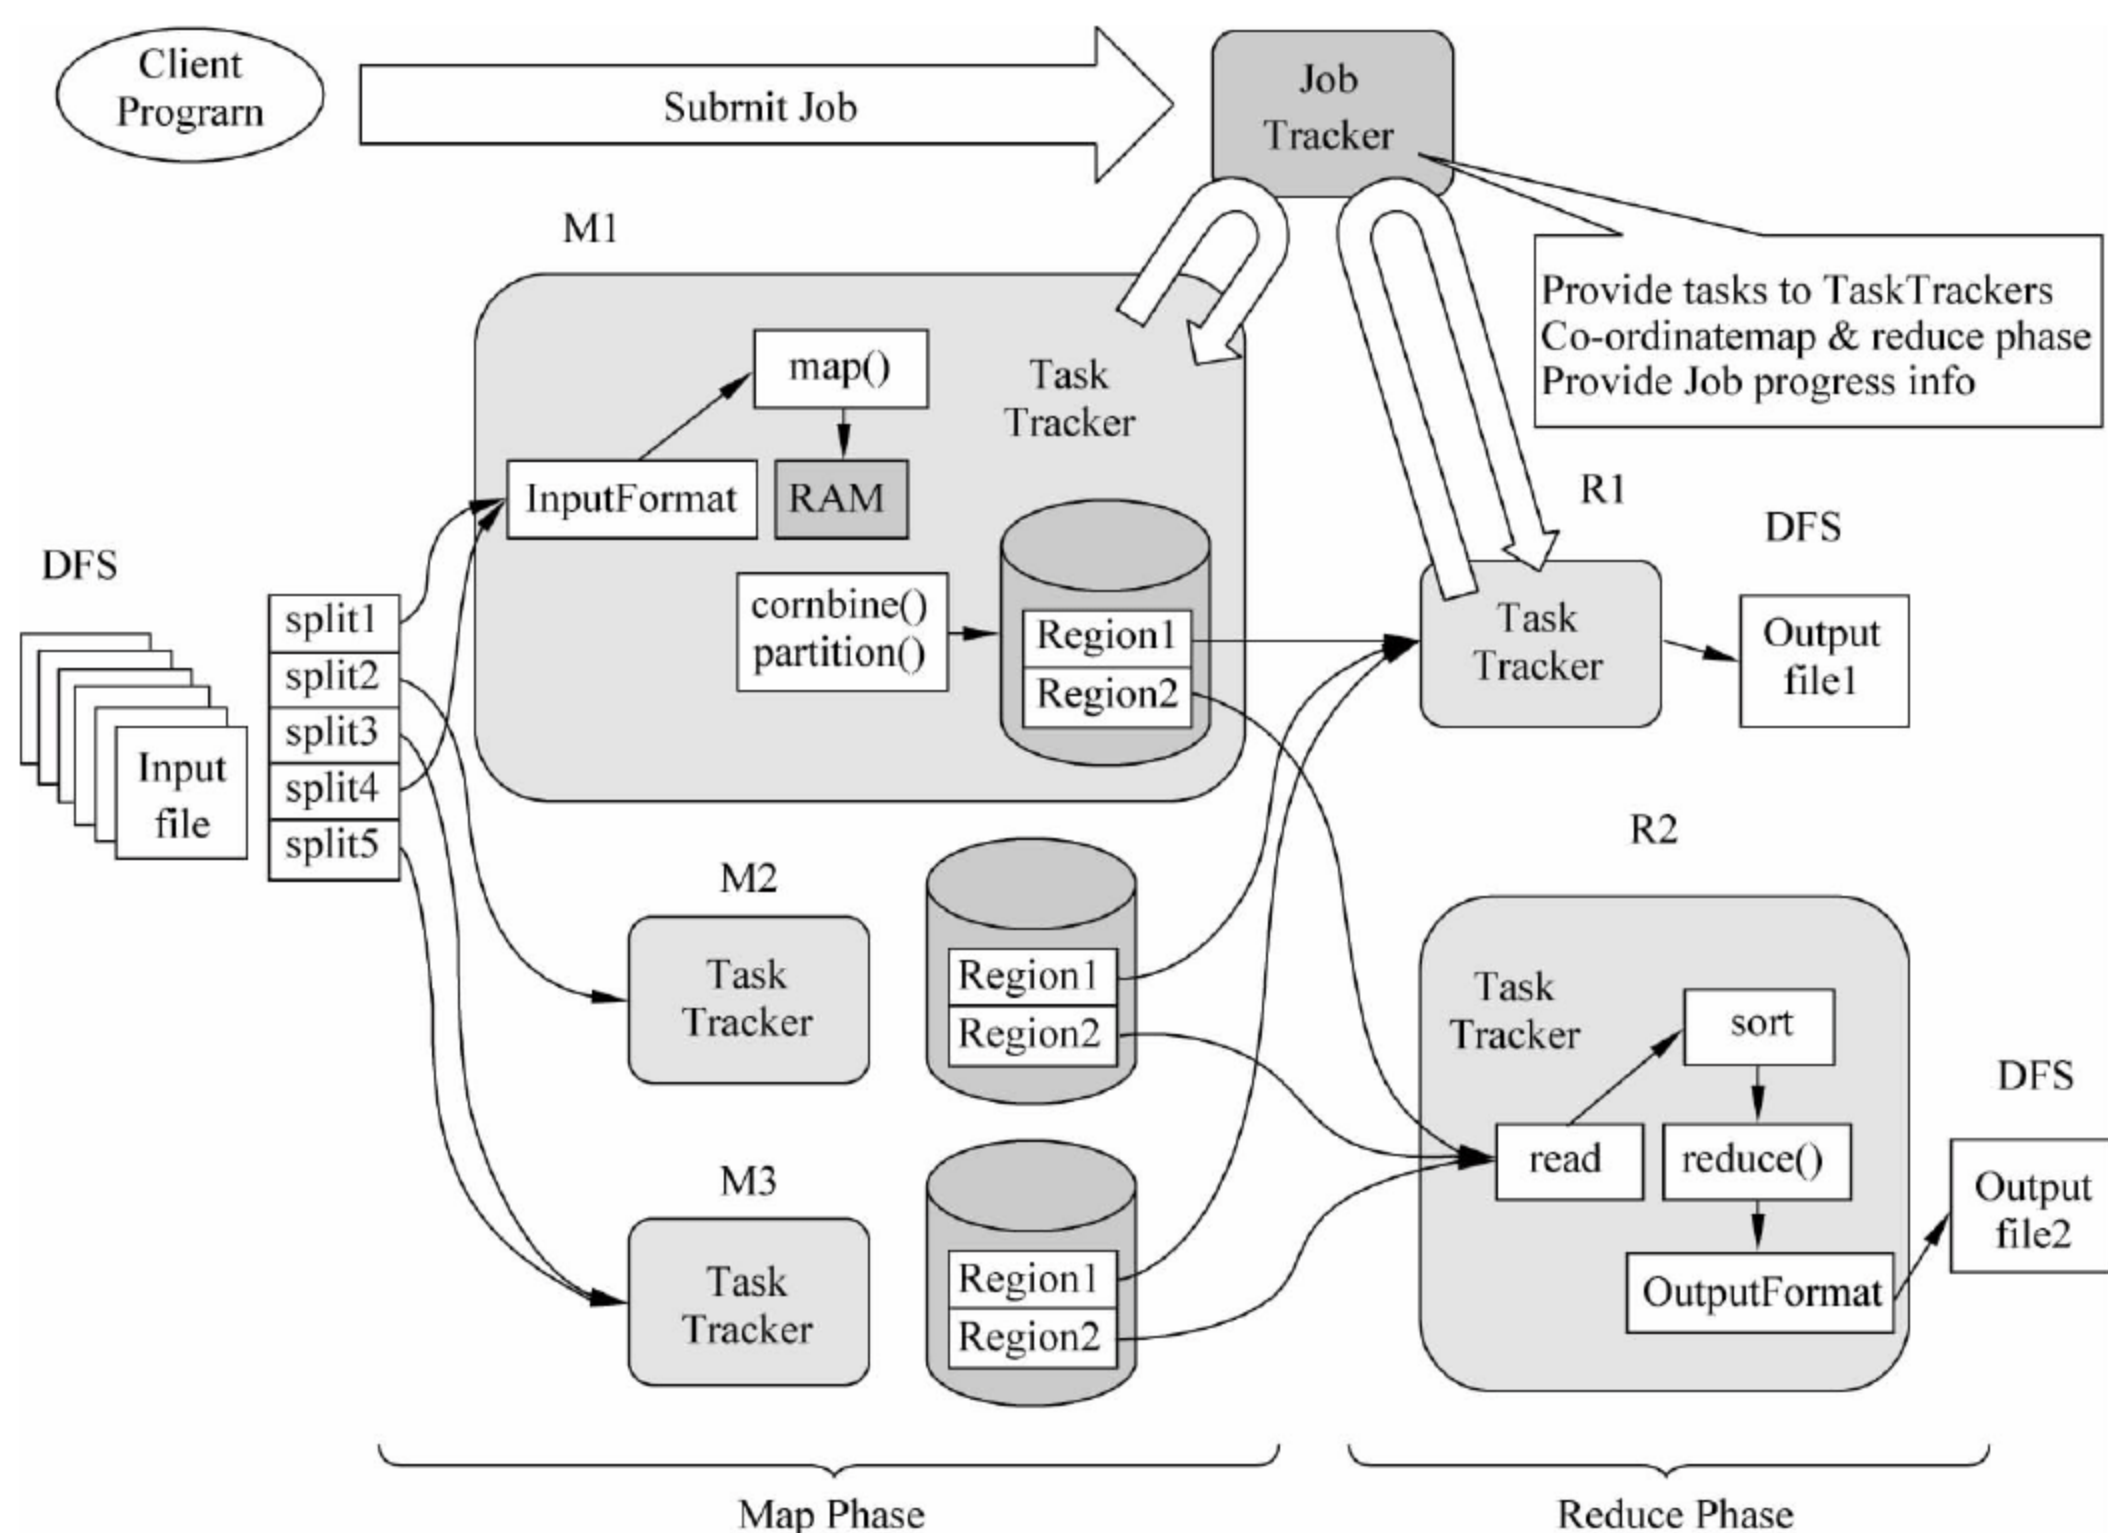 Client
Prograrn
Subrnit Job
Job
Tracker
Provide tasks to TaskTrackers
Co-ordinatemap & reduce phase
Provide Job progress info
M1
map()
Task
Tracker
InputFormat
RAM
cornbine()
partition()
Region1
Region2
DFS
Input
file
split1
split2
split3
split4
split5
M2
Task
Tracker
Region1
Region2
M3
Task
Tracker
Region1
Region2
R1
Task
Tracker
DFS
Output
file1
R2
Task
Tracker
sort
read
reduce()
OutputFormat
DFS
Output
file2
Map Phase
Reduce Phase